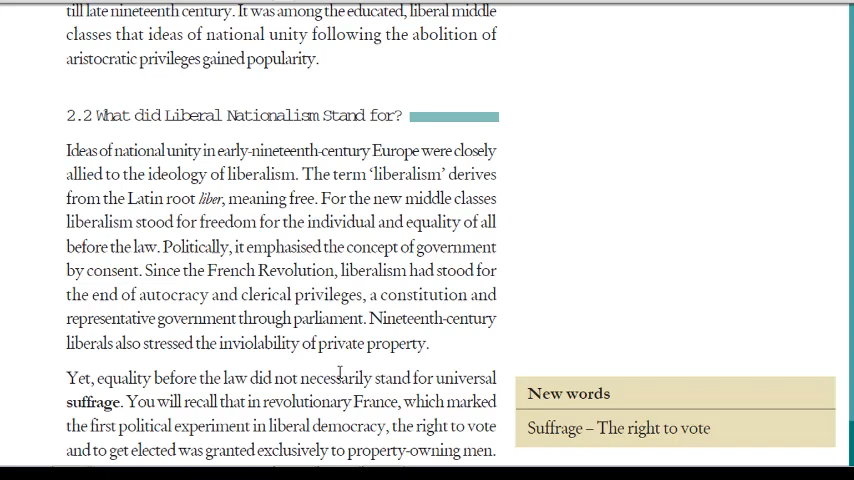 till late nineteenth century. It was among the educated, liberal middle
classes that ideas of national unity following the abolition of
aristocratic privileges gained popularity.
2.2 What did Liberal Nationalism Stand for?
Ideas of national unity in early-nineteenth-century Europe were closely
allied to the ideology of liberalism. The term ‘liberalism’ derives
from the Latin root liber, meaning free. For the new middle classes
liberalism stood for freedom for the individual and equality of all
before the law. Politically, it emphasised the concept of government
by consent. Since the French Revolution, liberalism had stood for
the end of autocracy and clerical privileges, a constitution and
representative government through parliament. Nineteenth-century
liberals also stressed the inviolability of private property.
Yet, equality before the law did not necessarily stand for universal
suffrage. You will recall that in revolutionary France, which marked
the first political experiment in liberal democracy, the right to vote
and to get elected was granted exclusively to property-owning men.
New words
Suffrage – The right to vote